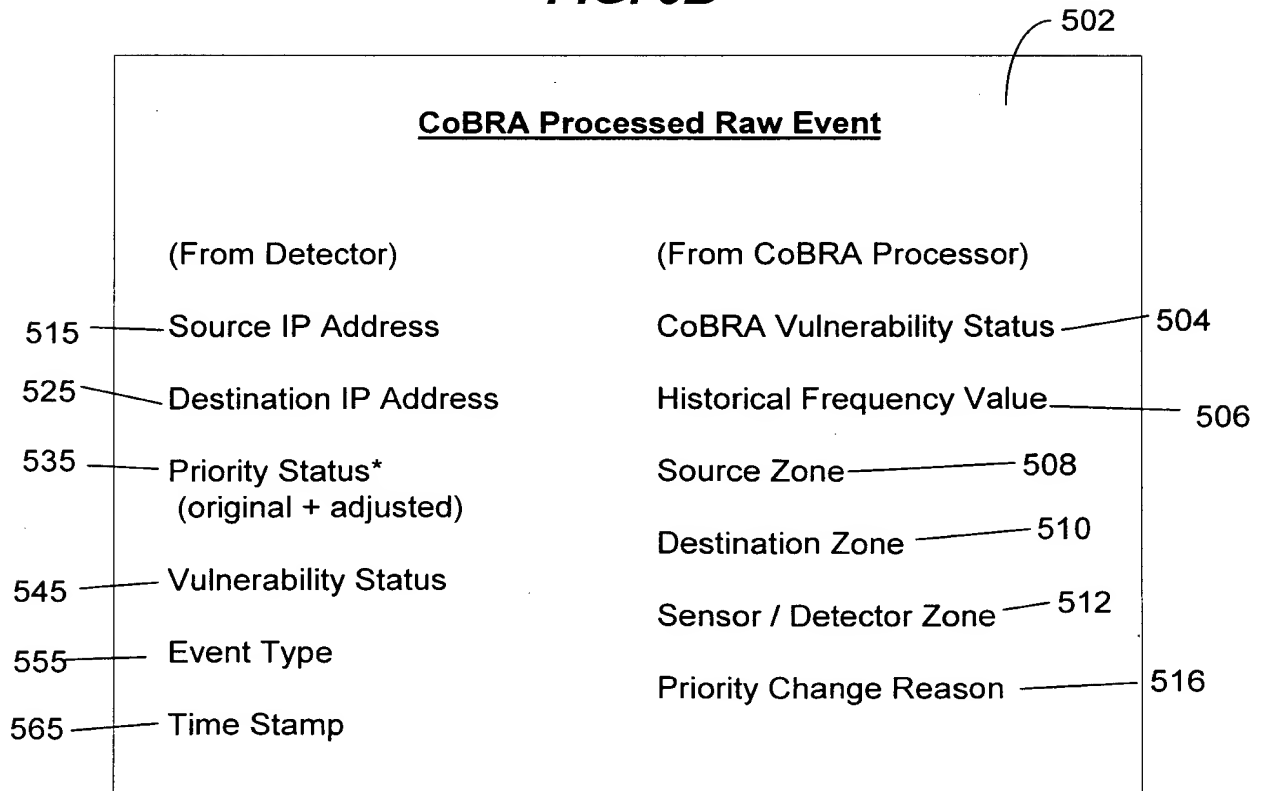 502
CoBRA Processed Raw Event
(From Detector)
(From CoBRA Processor)
515
Source IP Address
CoBRA Vulnerability Status
504
525
Destination IP Address
Historical Frequency Value
506
535
Priority Status*
(original + adjusted)
Source Zone
508
Destination Zone
510
545
Vulnerability Status
Sensor / Detector Zone
512
555
Event Type
Priority Change Reason
516
565
Time Stamp